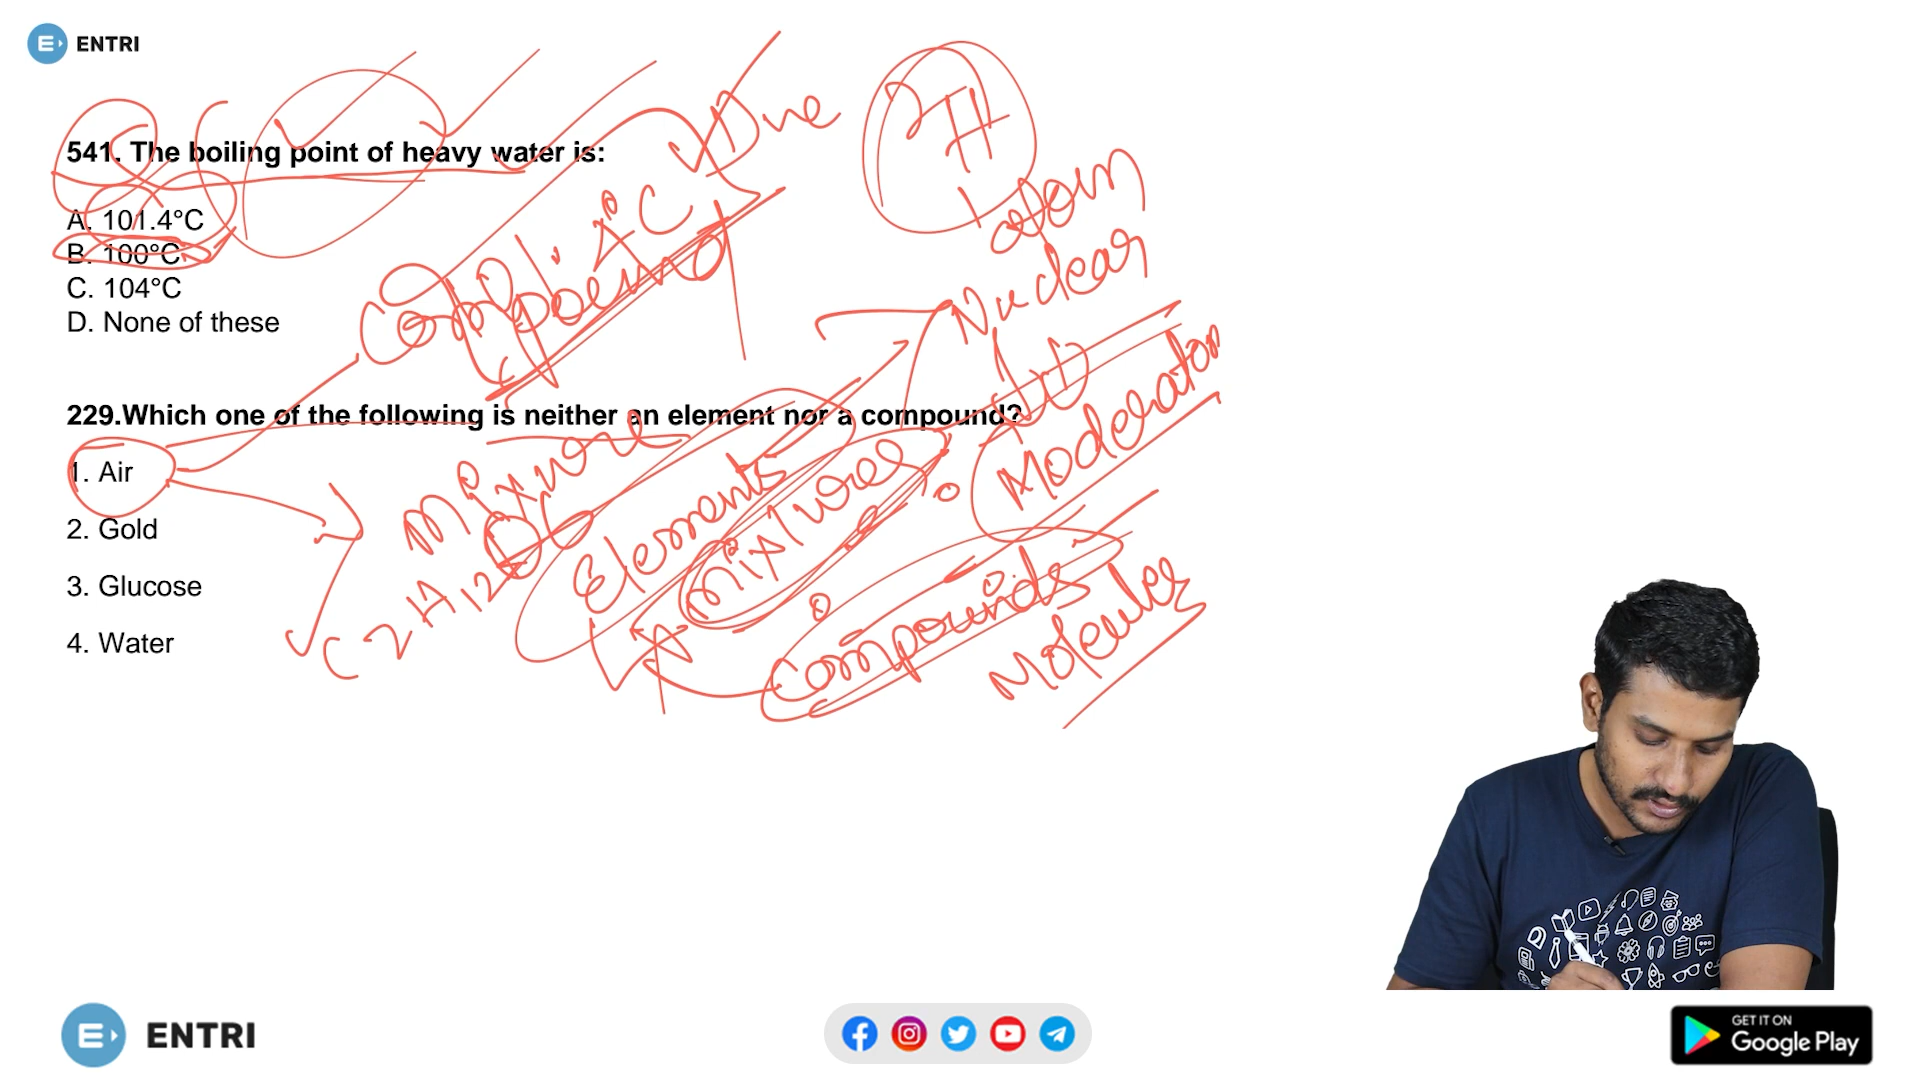 ENTRI
541. The boiling point of heavy water is:
A. 101.4°C
B. 100°C
C. 104°C
D. None of these
compound
atom
Nuclear
Moderator
229.Which one of the following is neither an element nor a compound?
1. Air
2. Gold
3. Glucose
4. Water
Mixture
Elements
Mixtures
Compounds
Molecules
ENTRI
GET IT ON
Google Play